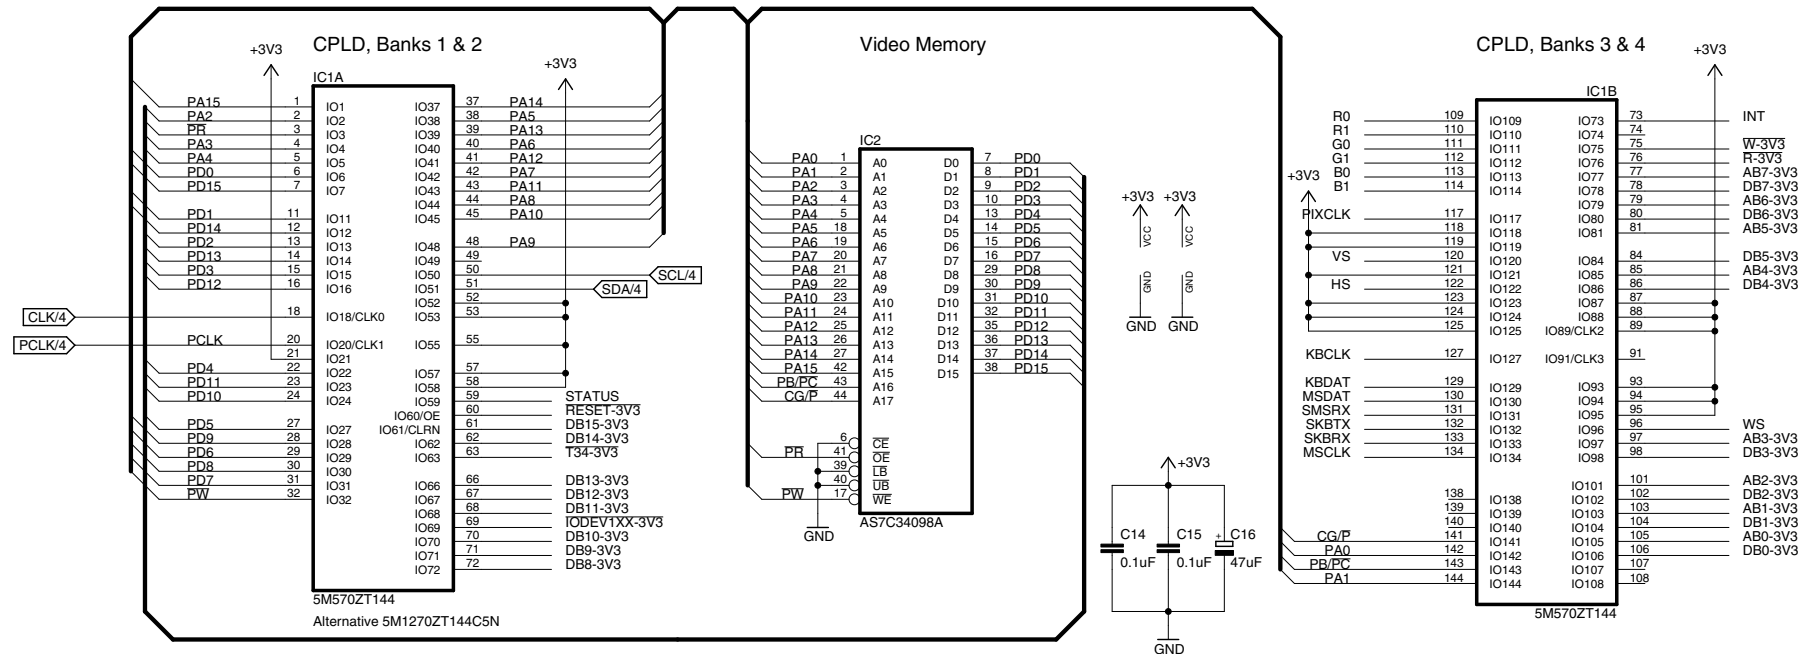 CPLD, Banks 1 & 2
Video Memory
CPLD, Banks 3 & 4
+3V3
+3V3
IC1A
PA15 1 IO1
PA2 2 IO2
PR 3 IO3
PA3 4 IO4
PA4 5 IO5
PD0 6 IO6
PD15 7 IO7
PD1 11 IO11
PD14 12 IO12
PD2 13 IO13
PD13 14 IO14
PD3 15 IO15
PD12 16 IO16
CLK/4 18 IO18/CLK0
PCLK/4 PCLK 20 IO20/CLK1
21 IO21
PD4 22 IO22
PD11 23 IO23
PD10 24 IO24
PD5 27 IO27
PD9 28 IO28
PD6 29 IO29
PD8 30 IO30
PD7 31 IO31
PW 32 IO32
IO37 37 PA14
IO38 38 PA5
IO39 39 PA13
IO40 40 PA6
IO41 41 PA12
IO42 42 PA7
IO43 43 PA11
IO44 44 PA8
IO45 45 PA10
IO48 48 PA9
IO49 49
IO50 50 SCL/4
IO51 51 SDA/4
IO52 52
IO53 53
IO55 55
IO57 57
IO58 58
IO59 59 STATUS
IO60/OE 60 RESET-3V3
IO61/CLRN 61 DB15-3V3
IO62 62 DB14-3V3
IO63 63 T34-3V3
IO66 66 DB13-3V3
IO67 67 DB12-3V3
IO68 68 DB11-3V3
IO69 69 IODEV1XX-3V3
IO70 70 DB10-3V3
IO71 71 DB9-3V3
IO72 72 DB8-3V3
5M570ZT144
Alternative 5M1270ZT144C5N
IC2
PA0 1 A0
PA1 2 A1
PA2 3 A2
PA3 4 A3
PA4 5 A4
PA5 18 A5
PA6 19 A6
PA7 20 A7
PA8 21 A8
PA9 22 A9
PA10 23 A10
PA11 24 A11
PA12 25 A12
PA13 26 A13
PA14 27 A14
PA15 42 A15
PB/PC 43 A16
CG/P 44 A17
6 CE
PR 41 OE
39 LB
40 UB
PW 17 WE
GND
D0 7 PD0
D1 8 PD1
D2 9 PD2
D3 10 PD3
D4 13 PD4
D5 14 PD5
D6 15 PD6
D7 16 PD7
D8 29 PD8
D9 30 PD9
D10 31 PD10
D11 32 PD11
D12 35 PD12
D13 36 PD13
D14 37 PD14
D15 38 PD15
AS7C34098A
+3V3 +3V3
VCC VCC
GND GND
GND GND
+3V3
C14 C15 + C16
0.1uF 0.1uF 47uF
GND
+3V3
+3V3
IC1B
R0 109 IO109
R1 110 IO110
G0 111 IO111
G1 112 IO112
B0 113 IO113
B1 114 IO114
PIXCLK 117 IO117
118 IO118
119 IO119
VS 120 IO120
121 IO121
HS 122 IO122
123 IO123
124 IO124
125 IO125
KBCLK 127 IO127
KBDAT 129 IO129
MSDAT 130 IO130
SMSRX 131 IO131
SKBTX 132 IO132
SKBRX 133 IO133
MSCLK 134 IO134
138 IO138
139 IO139
140 IO140
CG/P 141 IO141
PA0 142 IO142
PB/PC 143 IO143
PA1 144 IO144
IO73 73 INT
IO74 74
IO75 75 W-3V3
IO76 76 R-3V3
IO77 77 AB7-3V3
IO78 78 DB7-3V3
IO79 79 AB6-3V3
IO80 80 DB6-3V3
IO81 81 AB5-3V3
IO84 84 DB5-3V3
IO85 85 AB4-3V3
IO86 86 DB4-3V3
IO87 87
IO88 88
IO89/CLK2 89
IO91/CLK3 91
IO93 93
IO94 94
IO95 95
IO96 96 WS
IO97 97 AB3-3V3
IO98 98 DB3-3V3
IO101 101 AB2-3V3
IO102 102 DB2-3V3
IO103 103 AB1-3V3
IO104 104 DB1-3V3
IO105 105 AB0-3V3
IO106 106 DB0-3V3
IO107 107
IO108 108
5M570ZT144